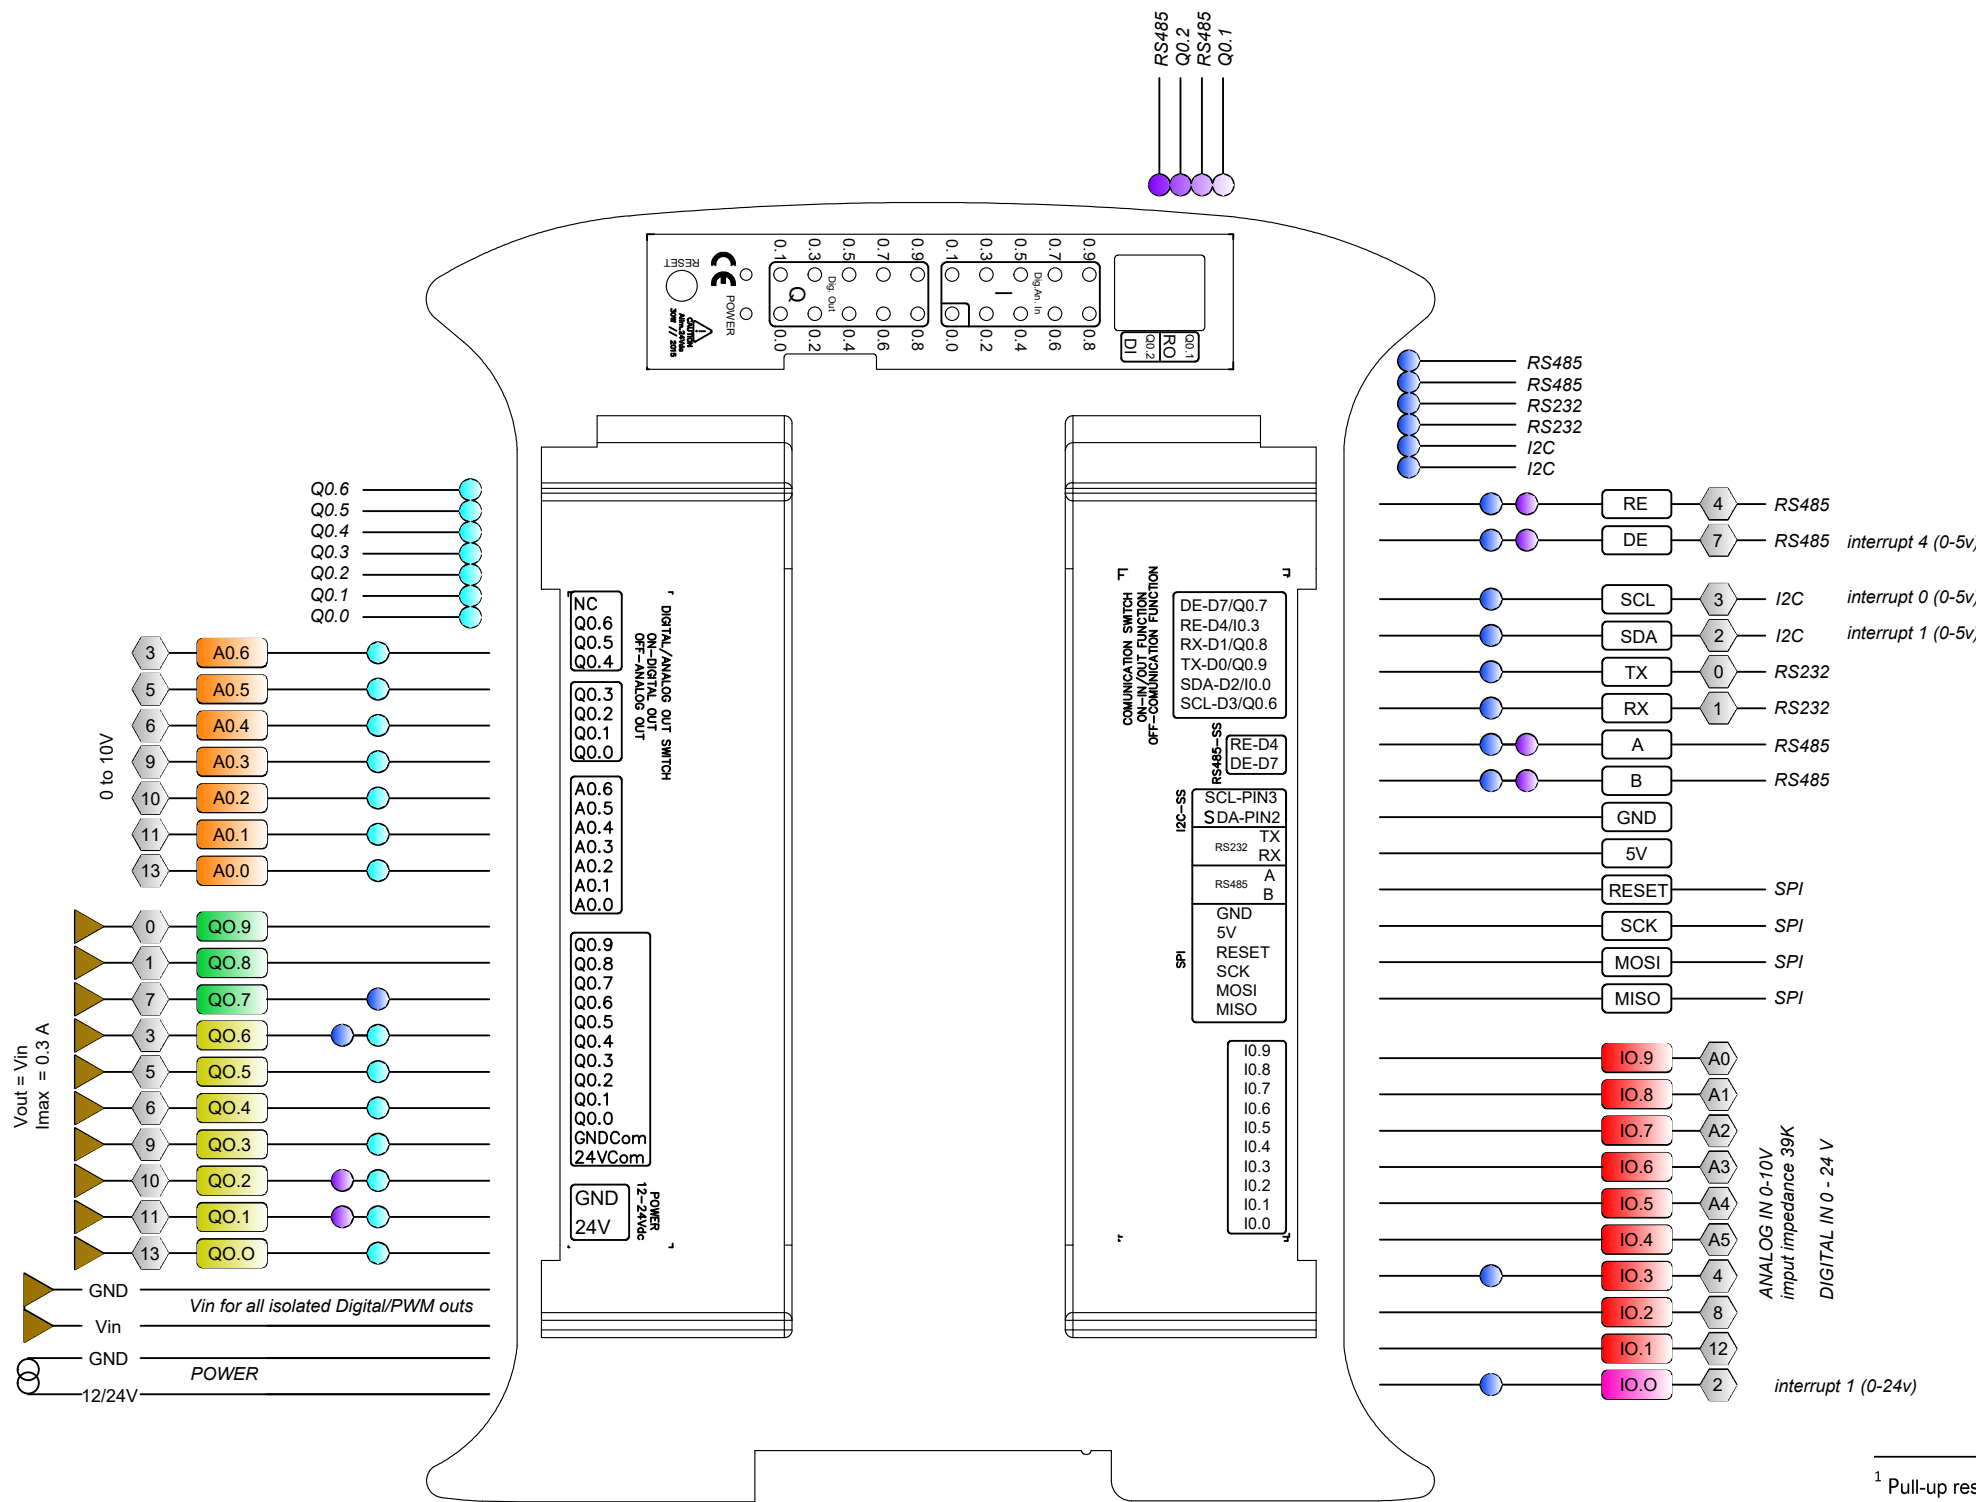 RS485
Q0.2
RS485
Q0.1
RESET
CAUTION
30W // 2015
POWER
0.1 0.3 0.5 0.7 0.9
Q
Dig. Out
0.0 0.2 0.4 0.6 0.8
0.1 0.3 0.5 0.7 0.9
I
Dig.An. In
0.0 0.2 0.4 0.6 0.8
Q0.1
RO
Q0.2
DI
RS485
RS485
RS232
RS232
I2C
I2C
Q0.6
Q0.5
Q0.4
Q0.3
Q0.2
Q0.1
Q0.0
0 to 10V
3 A0.6
5 A0.5
6 A0.4
9 A0.3
10 A0.2
11 A0.1
13 A0.0
Vout = Vin
Imax = 0.3 A
0 QO.9
1 QO.8
7 QO.7
3 QO.6
5 QO.5
6 QO.4
9 QO.3
10 QO.2
11 QO.1
13 QO.O
GND
Vin for all isolated Digital/PWM outs
Vin
GND
POWER
12/24V
NC
Q0.6
Q0.5
Q0.4
Q0.3
Q0.2
Q0.1
Q0.0
DIGITAL/ANALOG OUT SWITCH
ON-DIGITAL OUT
OFF-ANALOG OUT
A0.6
A0.5
A0.4
A0.3
A0.2
A0.1
A0.0
Q0.9
Q0.8
Q0.7
Q0.6
Q0.5
Q0.4
Q0.3
Q0.2
Q0.1
Q0.0
GNDCom
24VCom
GND
24V
POWER
12-24Vdc
COMUNICATION SWITCH
ON-IN/OUT FUNCTION
OFF-COMUNICATION FUNCTION
DE-D7/Q0.7
RE-D4/I0.3
RX-D1/Q0.8
TX-D0/Q0.9
SDA-D2/I0.0
SCL-D3/Q0.6
RS485-SS
RE-D4
DE-D7
I2C-SS
SCL-PIN3
SDA-PIN2
RS232
TX
RX
RS485
A
B
SPI
GND
5V
RESET
SCK
MOSI
MISO
I0.9
I0.8
I0.7
I0.6
I0.5
I0.4
I0.3
I0.2
I0.1
I0.0
RE 4 RS485
DE 7 RS485 interrupt 4 (0-5v)
SCL 3 I2C interrupt 0 (0-5v)
SDA 2 I2C interrupt 1 (0-5v)
TX 0 RS232
RX 1 RS232
A RS485
B RS485
GND
5V
RESET SPI
SCK SPI
MOSI SPI
MISO SPI
IO.9 A0
IO.8 A1
IO.7 A2
IO.6 A3
IO.5 A4
IO.4 A5
IO.3 4
IO.2 8
IO.1 12
IO.O 2 interrupt 1 (0-24v)
ANALOG IN 0-10V
imput impedance 39K
DIGITAL IN 0 - 24 V
1 Pull-up res